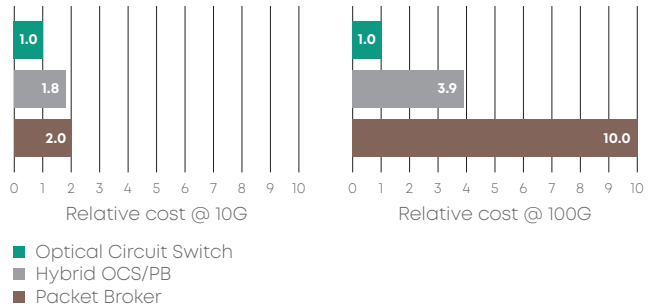 1.0
1.8
2.0
0 1 2 3 4 5 6 7 8 9 10
Relative cost @ 10G
1.0
3.9
10.0
0 1 2 3 4 5 6 7 8 9 10
Relative cost @ 100G
Optical Circuit Switch
Hybrid OCS/PB
Packet Broker